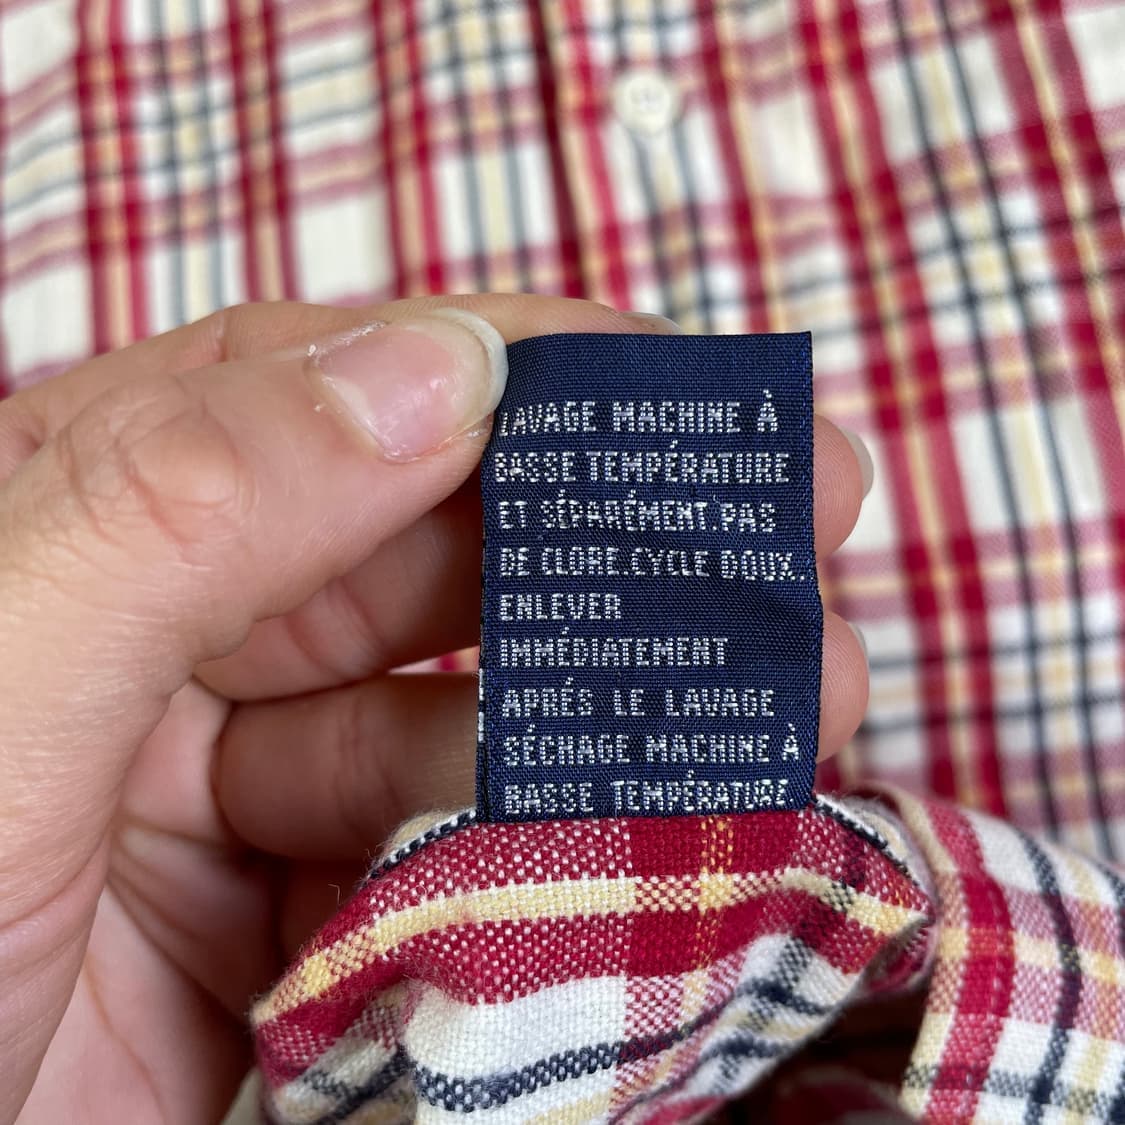 LAVAGE MACHINE À
BASSE TEMPÉRATURE
ET SÉPARÉMENT.PAS
DE CLORE.CYCLE DOUX.
ENLEVER
IMMÉDIATEMENT
APRÉS LE LAVAGE
SÉCHAGE MACHINE À
BASSE TEMPÉRATURE